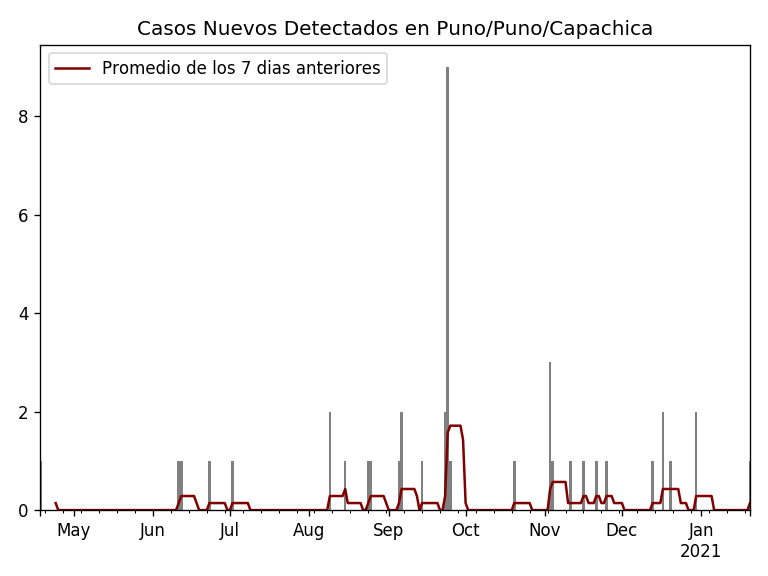 Casos Nuevos Detectados en Puno/Puno/Capachica
Promedio de los 7 dias anteriores
8
6
4
2
0
May Jun Jul Aug Sep Oct Nov Dec Jan
2021